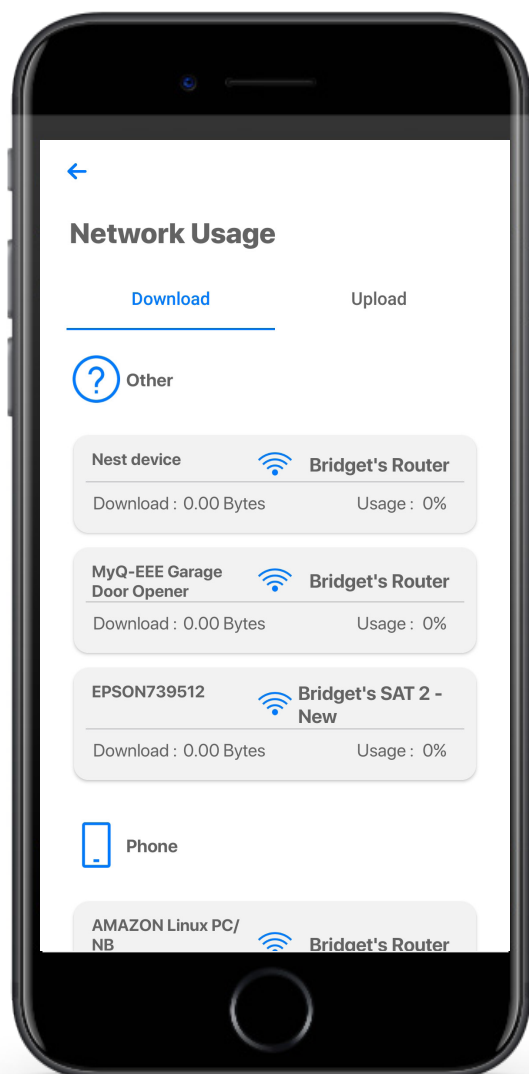 Network Usage
Download Upload
Other
Nest device Bridget's Router
Download : 0.00 Bytes Usage : 0%
MyQ-EEE Garage
Door Opener
Bridget's Router
Download : 0.00 Bytes Usage : 0%
EPSON739512
Bridget's SAT 2 -
New
Download : 0.00 Bytes Usage : 0%
Phone
AMAZON Linux PC/
NB
Bridget's Router